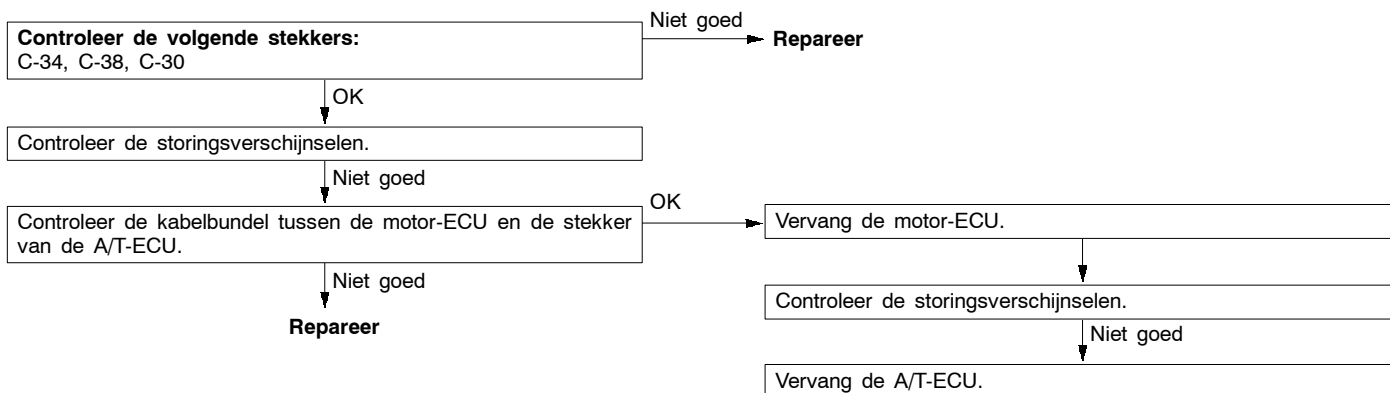 Controleer de volgende stekkers:
C-34, C-38, C-30
Niet goed
Repareer
OK
Controleer de storingsverschijnselen.
Niet goed
Controleer de kabelbundel tussen de motor-ECU en de stekker
van de A/T-ECU.
OK
Vervang de motor-ECU.
Niet goed
Repareer
Controleer de storingsverschijnselen.
Niet goed
Vervang de A/T-ECU.